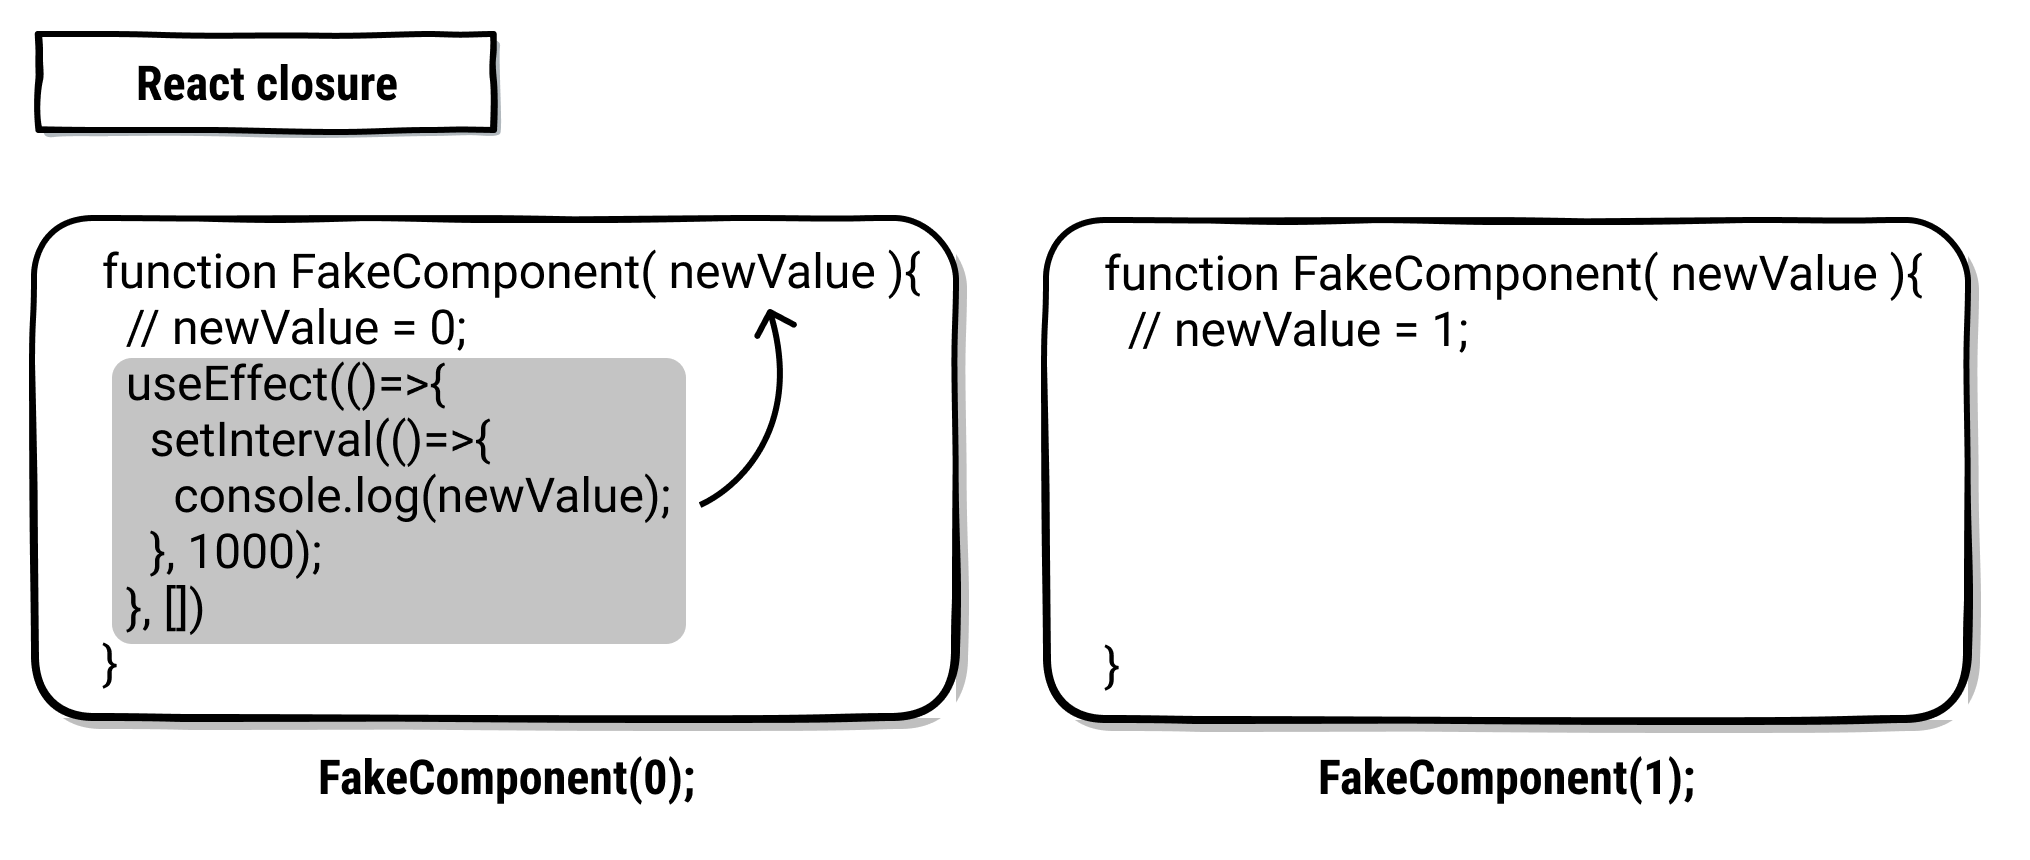 React closure
function FakeComponent( newValue ){
// newValue = 0;
useEffect(()=>{
setInterval(()=>{
console.log(newValue);
}, 1000);
}, [])
}
FakeComponent(0);
function FakeComponent( newValue ){
// newValue = 1;
}
FakeComponent(1);